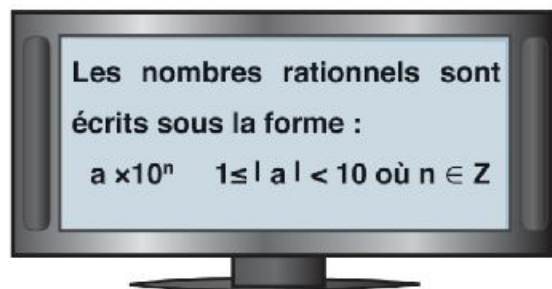 Les nombres rationnels sont
écrits sous la forme :
a ×10ⁿ 1≤ | a | < 10 où n ∈ Z